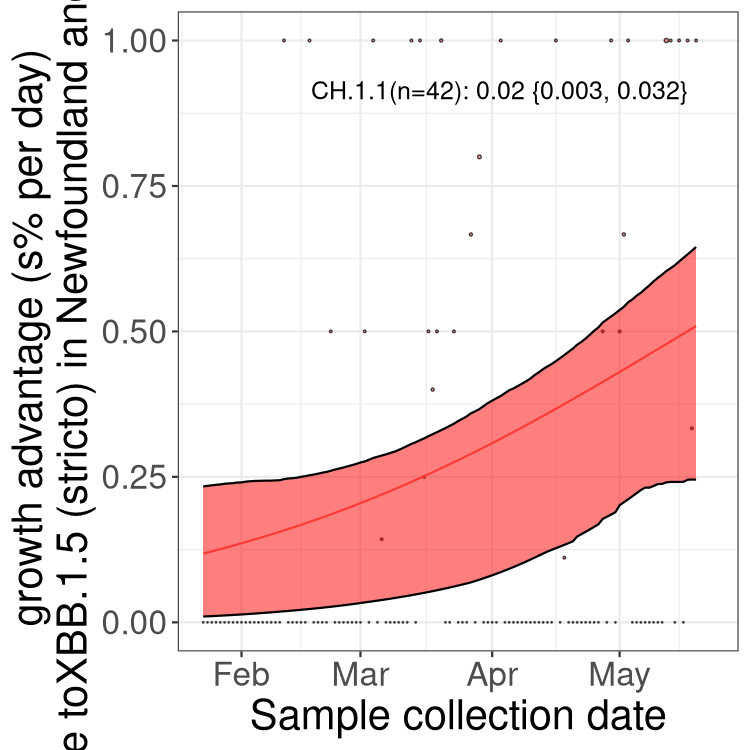 growth advantage (s% per day)
toXBB.1.5 (stricto) in Newfoundland
1.00
0.75
0.50
0.25
0.00
CH.1.1(n=42): 0.02 {0.003, 0.032}
Feb Mar Apr May
Sample collection date